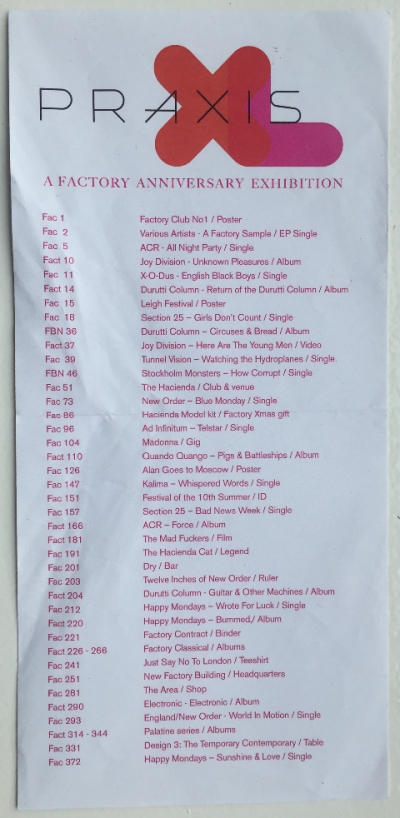 PRAXIS
XL
A FACTORY ANNIVERSARY EXHIBITION
Fac 1 Factory Club No1 / Poster
Fac 2 Various Artists - A Factory Sample / EP Single
Fac 5 ACR - All Night Party / Single
Fact 10 Joy Division - Unknown Pleasures / Album
Fac 11 X-O-Dus - English Black Boys / Single
Fact 14 Durutti Column - Return of the Durutti Column / Album
Fac 15 Leigh Festival / Poster
Fac 18 Section 25 – Girls Don't Count / Single
FBN 36 Durutti Column – Circuses & Bread / Album
Fact 37 Joy Division – Here Are The Young Men / Video
Fac 39 Tunnel Vision – Watching the Hydroplanes / Single.
FBN 46 Stockholm Monsters – How Corrupt / Single
Fac 51 The Hacienda / Club & venue
Fac 73 New Order – Blue Monday / Single
Fac 86 Hacienda Model kit / Factory Xmas gift
Fac 96 Ad Infinitum – Telstar / Single
Fac 104 Madonna / Gig
Fact 110 Quando Quango – Pigs & Battleships / Album
Fac 126 Alan Goes to Moscow / Poster
Fac 147 Kalima – Whispered Words / Single
Fac 151 Festival of the 10th Summer / ID
Fac 157 Section 25 – Bad News Week / Single
Fact 166 ACR – Force / Album
Fact 181 The Mad Fuckers / Film
Fac 191 The Hacienda Cat / Legend
Fac 201 Dry / Bar
Fac 203 Twelve Inches of New Order / Ruler
Fact 204 Durutti Column - Guitar & Other Machines / Album
Fac 212 Happy Mondays – Wrote For Luck / Single
Fact 220 Happy Mondays – Bummed,/ Album
Fac 221 Factory Contract / Binder
Fact 226 - 266 Factory Classical / Albums
Fac 241 Just Say No To London / Teeshirt
Fac 251 New Factory Building / Headquarters
Fac 281 The Area / Shop
Fact 290 Electronic - Electronic / Album
Fac 293 England/New Order - World In Motion / Single
Fact 314 - 344 Palatine series / Albums
Fac 331 Design 3: The Temporary Contemporary / Table
Fac 372 Happy Mondays – Sunshine & Love / Single